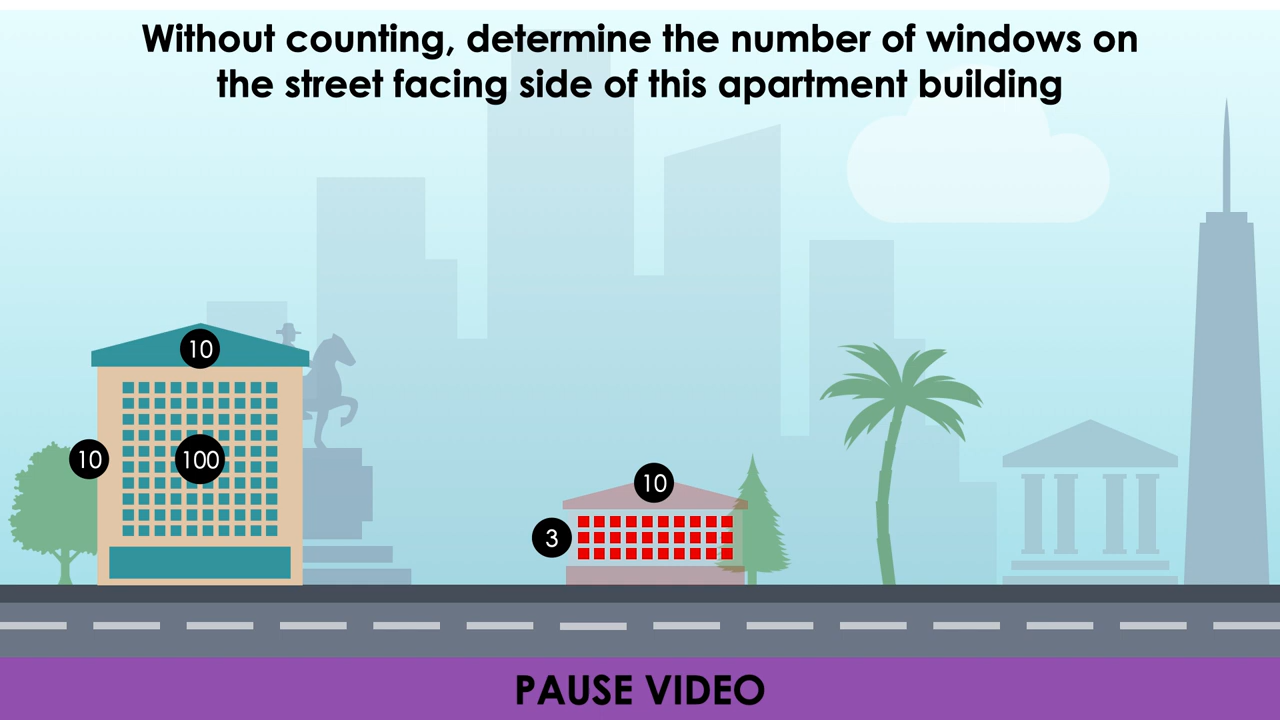 Without counting, determine the number of windows on
the street facing side of this apartment building
10
10
100
10
3
PAUSE VIDEO